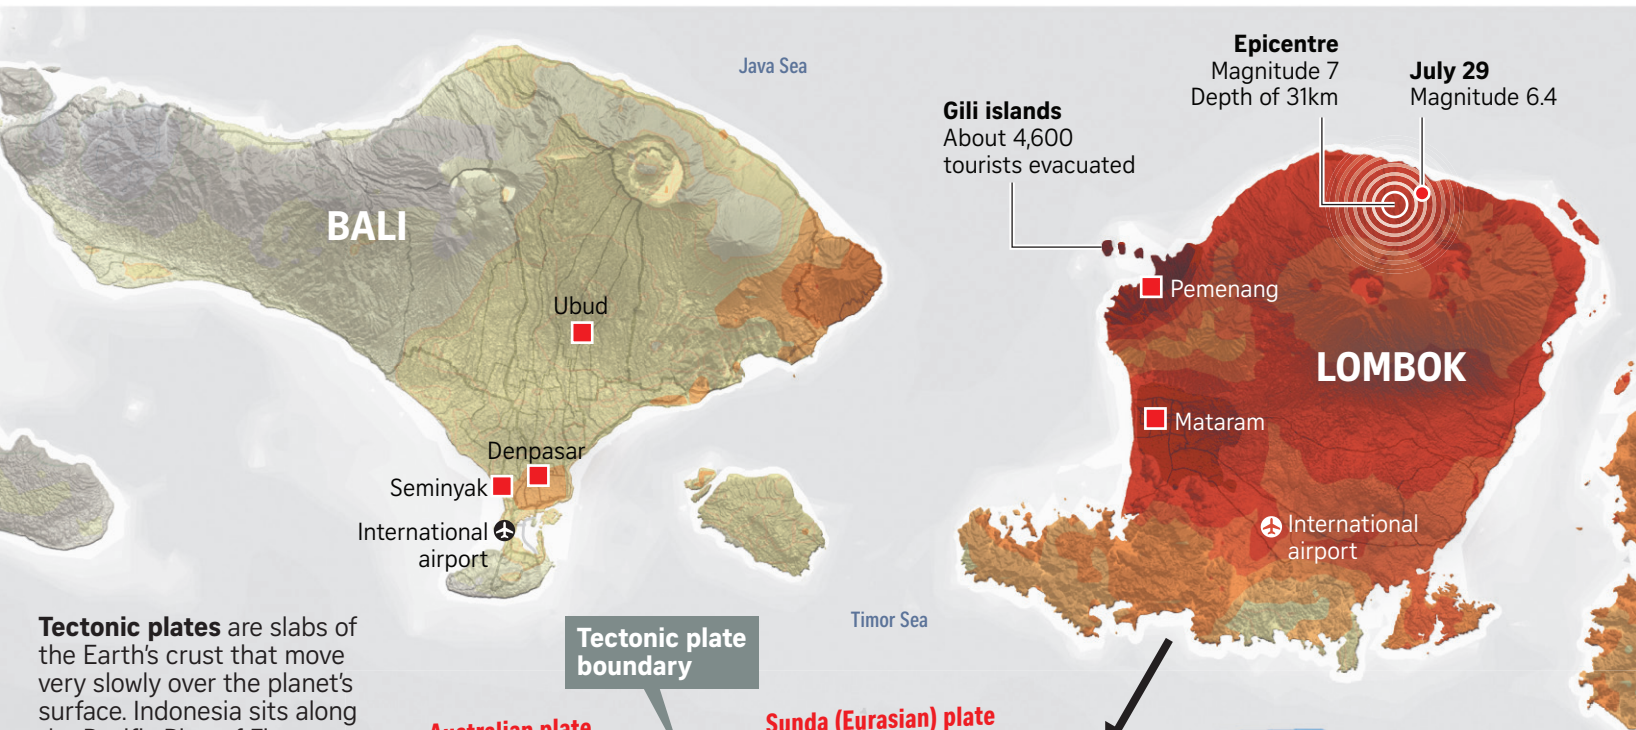 Java Sea
Epicentre
Magnitude 7
Depth of 31km
July 29
Magnitude 6.4
Gili islands
About 4,600
tourists evacuated
BALI
Ubud
Pemenang
LOMBOK
Mataram
Denpasar
Seminyak
International
airport
International
airport
Timor Sea
Tectonic plates are slabs of
the Earth's crust that move
very slowly over the planet's
surface. Indonesia sits along
Tectonic plate
boundary
Australian plate
Sunda (Eurasian) plate